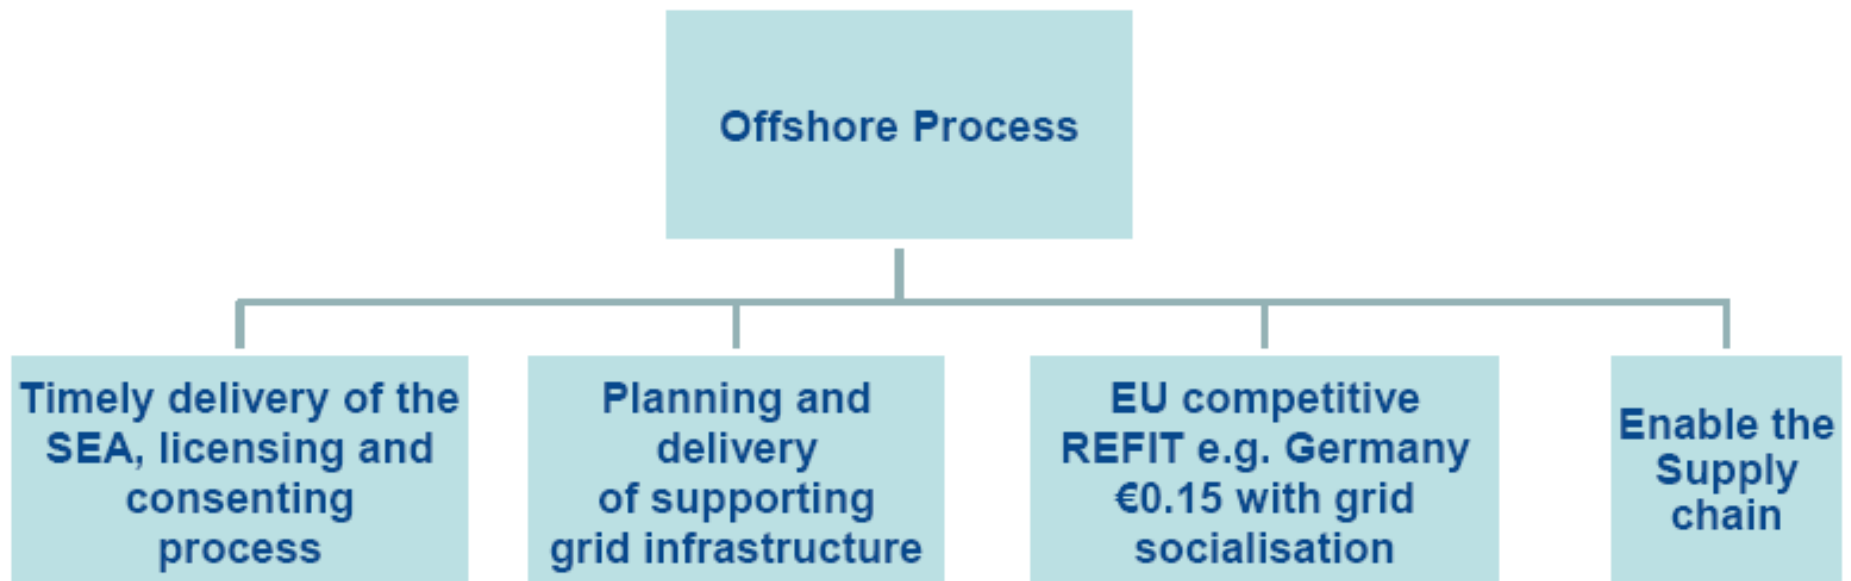 Offshore Process
Timely delivery of the
SEA, licensing and
consenting
process
Planning and
delivery
of supporting
grid infrastructure
EU competitive
REFIT e.g. Germany
€0.15 with grid
socialisation
Enable the
Supply
chain